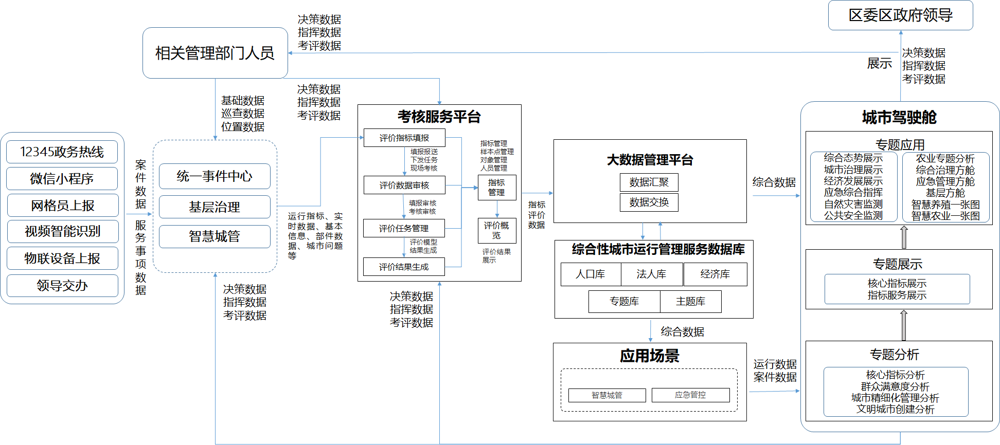 区委区政府领导
决策数据
指挥数据
考评数据
相关管理部门人员
展示
决策数据
指挥数据
考评数据
基础数据
巡查数据
位置数据
决策数据
指挥数据
考评数据
12345政务热线
微信小程序
网格员上报
视频智能识别
物联设备上报
领导交办
案件数据
服务事项数据
统一事件中心
基层治理
智慧城管
决策数据
指挥数据
考评数据
运行指标、实
时数据、基本
信息、部件数
据、城市问题
等
考核服务平台
评价指标填报
填报报送
下发任务
现场考核
评价数据审核
填报审核
考核审核
评价任务管理
评价模型
结果生成
评价结果生成
指标管理
样本点管理
对象管理
人员管理
指标
管理
评价概
览
评价结果
展示
决策数据
指挥数据
考评数据
指标
评价
数据
大数据管理平台
数据汇聚
数据交换
综合性城市运行管理服务数据库
人口库
法人库
经济库
专题库
主题库
综合数据
应用场景
智慧城管
应急管控
综合数据
运行数据
案件数据
城市驾驶舱
专题应用
综合态势展示
城市治理展示
经济发展展示
应急综合指挥
自然灾害监测
公共安全监测
农业专题分析
综合治理方舱
应急管理方舱
基层方舱
智慧养殖一张图
智慧农业一张图
专题展示
核心指标展示
指标服务展示
专题分析
核心指标分析
群众满意度分析
城市精细化管理分析
文明城市创建分析